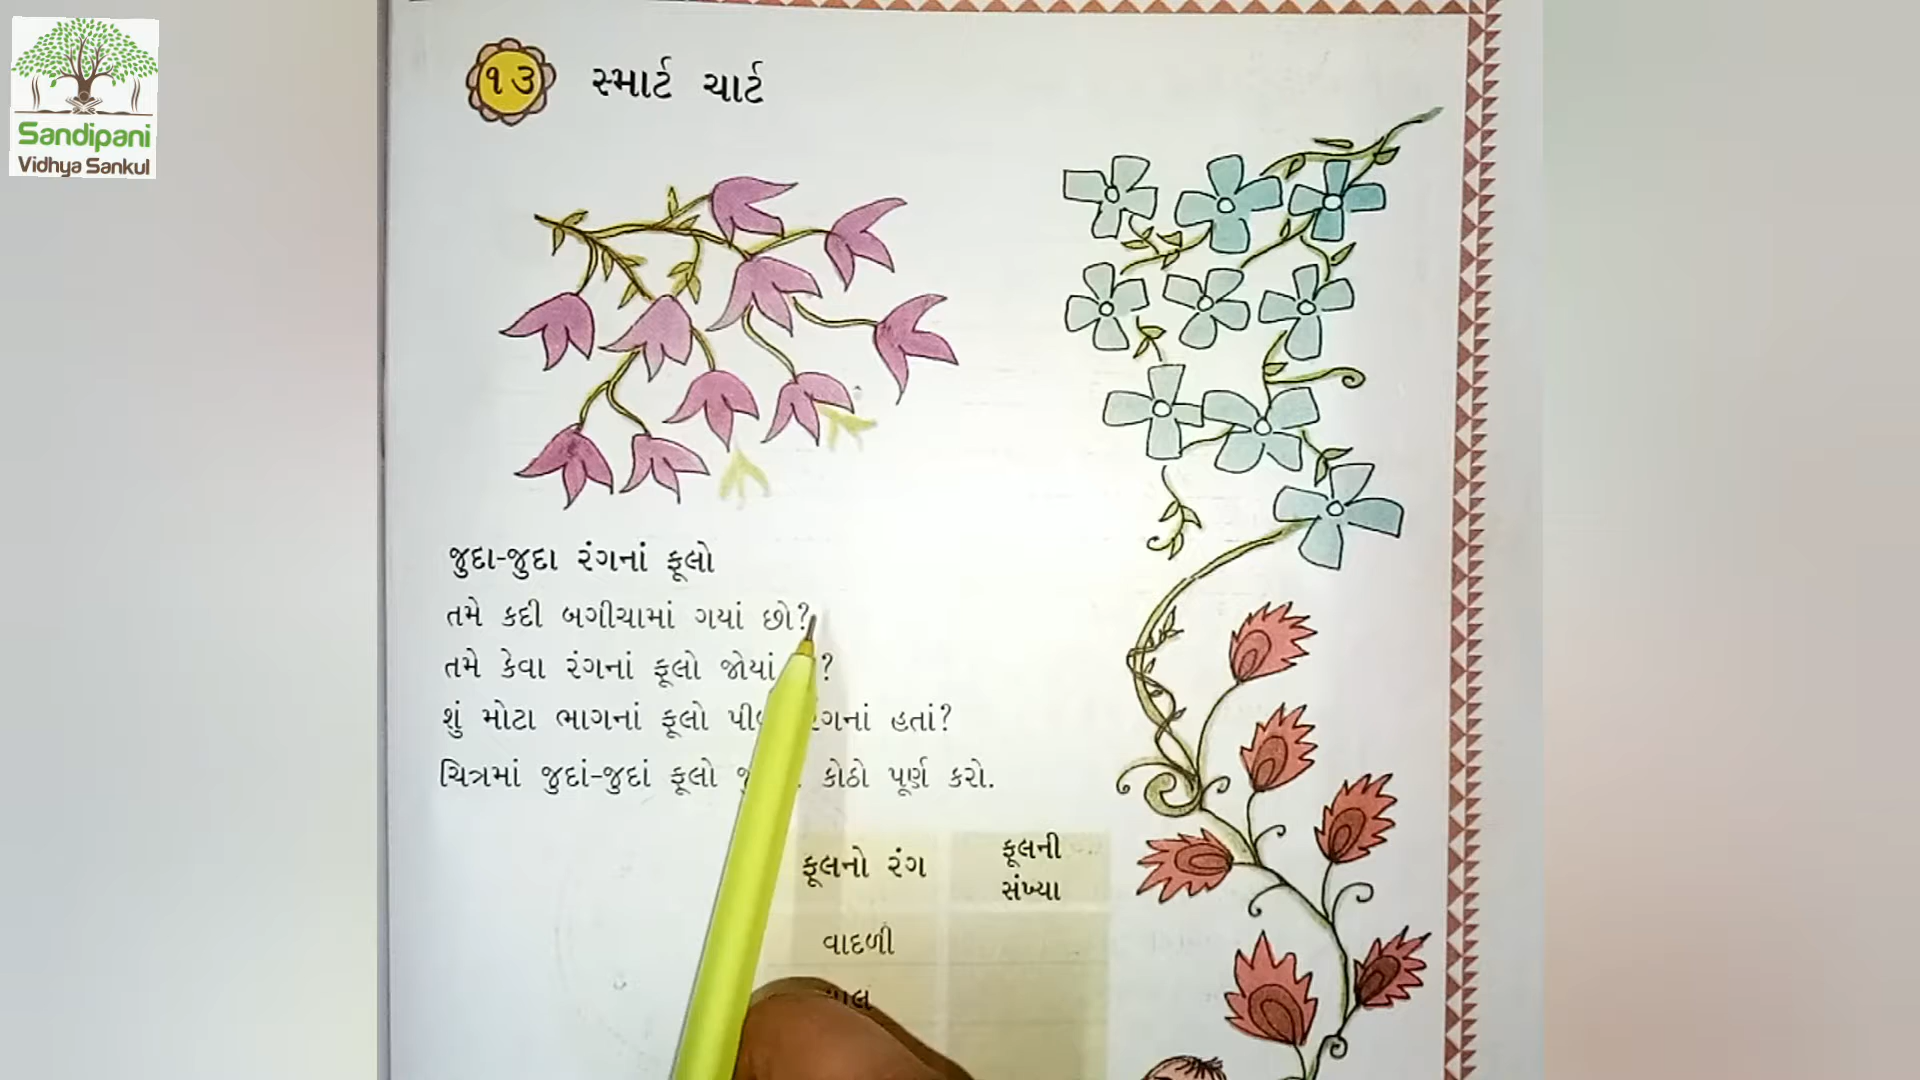 Sandipani
Vidhya Sankul
૧૩ સ્માર્ટ ચાર્ટ
જુદા-જુદા રંગનાં ફૂલો
તમે કદી બગીચામાં ગયાં છો?
તમે કેવા રંગનાં ફૂલો જોયાં ?
શું મોટા ભાગનાં ફૂલો રંગનાં હતાં?
ચિત્રમાં જુદાં-જુદાં ફૂલો કોઠો પૂર્ણ કરો.
ફૂલનો રંગ
ફૂલની
સંખ્યા
વાદળી